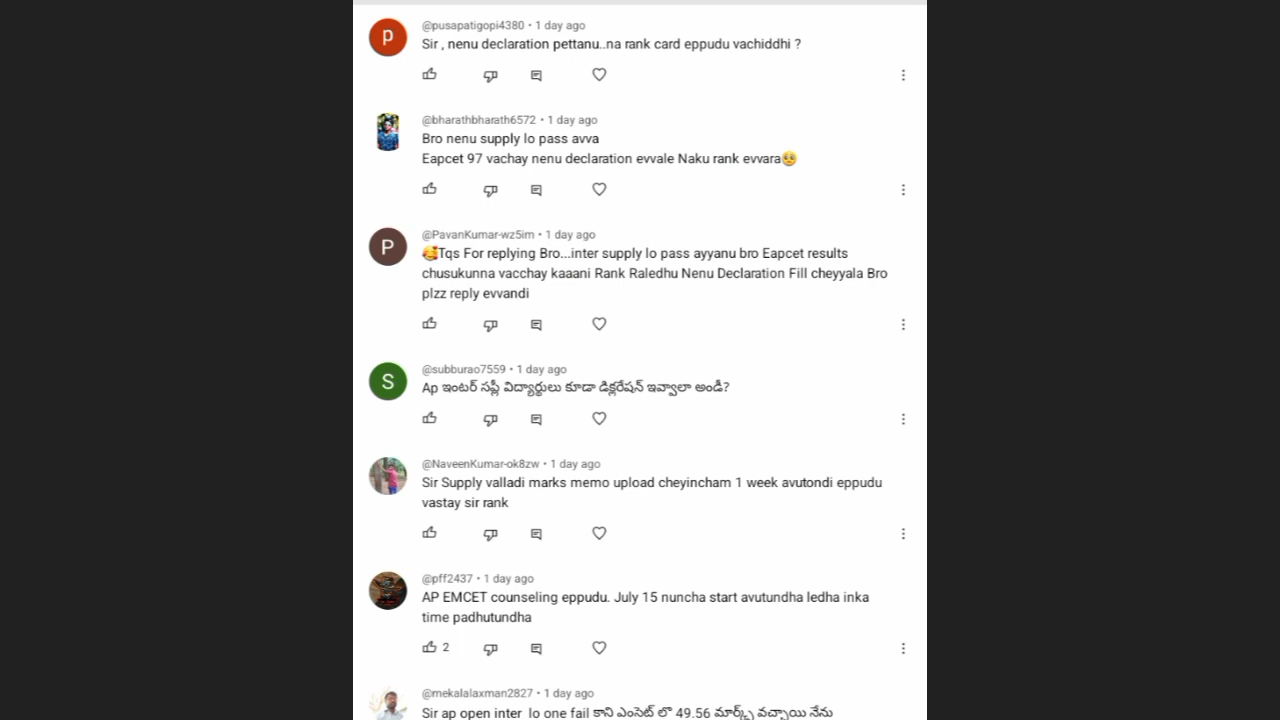 p
@pusapatigopi4380 • 1 day ago
Sir , nenu declaration pettanu..na rank card eppudu vachiddhi ?
@bharathbharath6572 • 1 day ago
Bro nenu supply lo pass avva
Eapcet 97 vachay nenu declaration evvale Naku rank evvara🥺
P
@PavanKumar-wz5im • 1 day ago
🥰Tqs For replying Bro...inter supply lo pass ayyanu bro Eapcet results
chusukunna vacchay kaaani Rank Raledhu Nenu Declaration Fill cheyyala Bro
plzz reply evvandi
S
@subburao7559 • 1 day ago
Ap ఇంటర్ సప్లీ విద్యార్థులు కూడా డిక్లరేషన్ ఇవ్వాలా అండీ?
@NaveenKumar-ok8zw • 1 day ago
Sir Supply valladi marks memo upload cheyincham 1 week avutondi eppudu
vastay sir rank
@pff2437 • 1 day ago
AP EMCET counseling eppudu. July 15 nuncha start avutundha ledha inka
time padhutundha
2
@mekalalaxman2827 • 1 day ago
Sir ap open inter lo one fail కాని ఎంసెట్ లొ 49.56 మార్క్స్ వచ్చాయి నేను